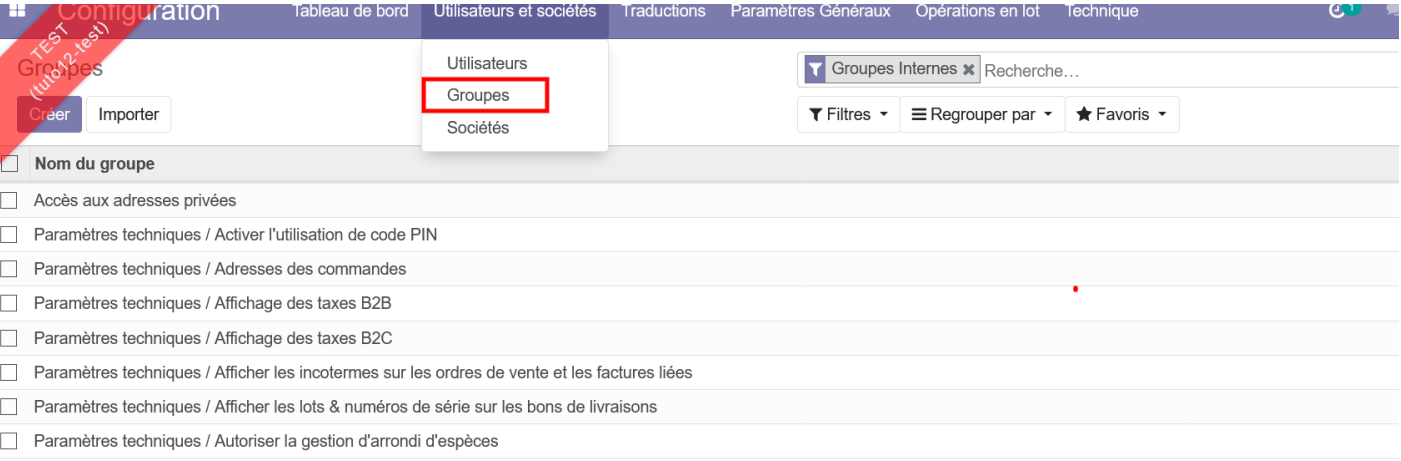 Configuration Tableau de bord Utilisateurs et sociétés Traductions Paramètres Généraux Opérations en lot Technique 1
TEST
(tuto12-test)
Groupes
Utilisateurs
Groupes
Sociétés
Groupes Internes Recherche...
Créer Importer
Filtres Regrouper par Favoris
Nom du groupe
Accès aux adresses privées
Paramètres techniques / Activer l'utilisation de code PIN
Paramètres techniques / Adresses des commandes
Paramètres techniques / Affichage des taxes B2B
Paramètres techniques / Affichage des taxes B2C
Paramètres techniques / Afficher les incotermes sur les ordres de vente et les factures liées
Paramètres techniques / Afficher les lots & numéros de série sur les bons de livraisons
Paramètres techniques / Autoriser la gestion d'arrondi d'espèces